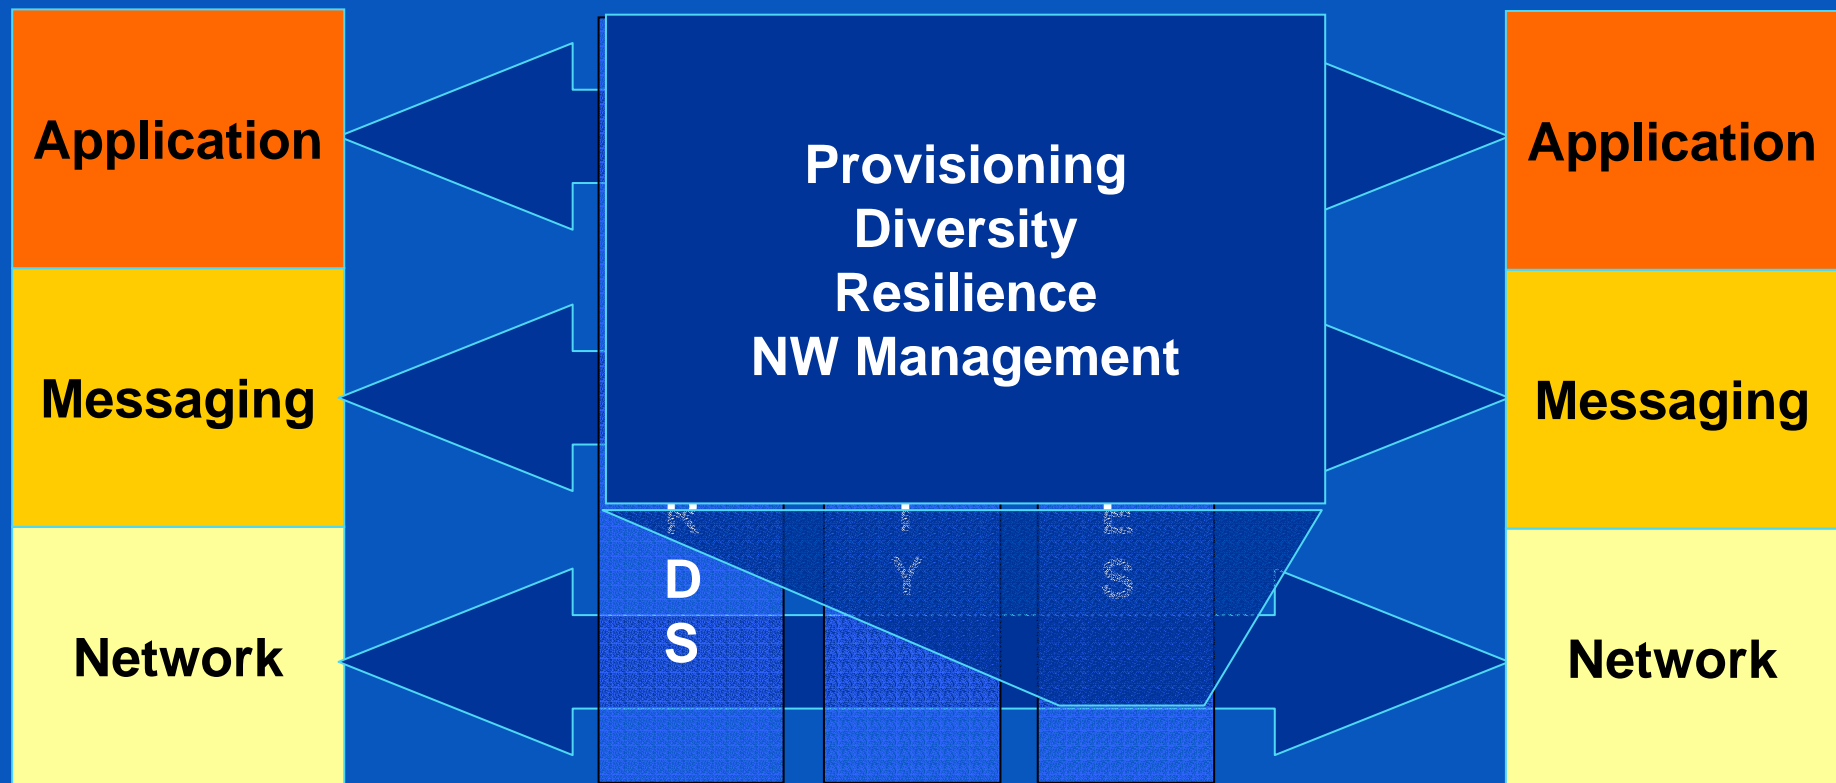 Application
Messaging
Network
Provisioning
Diversity
Resilience
NW Management
R
D
S
Y
E
S
Application
Messaging
Network